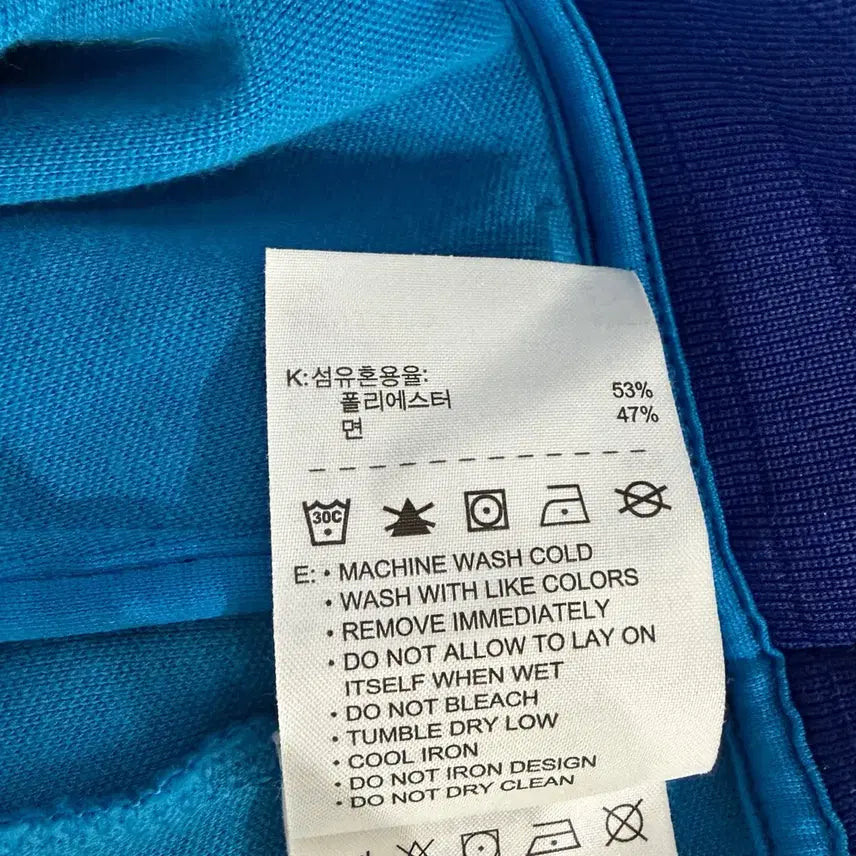 K:섬유혼용율:
폴리에스터 53%
면 47%
30C
E: • MACHINE WASH COLD
• WASH WITH LIKE COLORS
• REMOVE IMMEDIATELY
• DO NOT ALLOW TO LAY ON
ITSELF WHEN WET
• DO NOT BLEACH
• TUMBLE DRY LOW
• COOL IRON
• DO NOT IRON DESIGN
• DO NOT DRY CLEAN